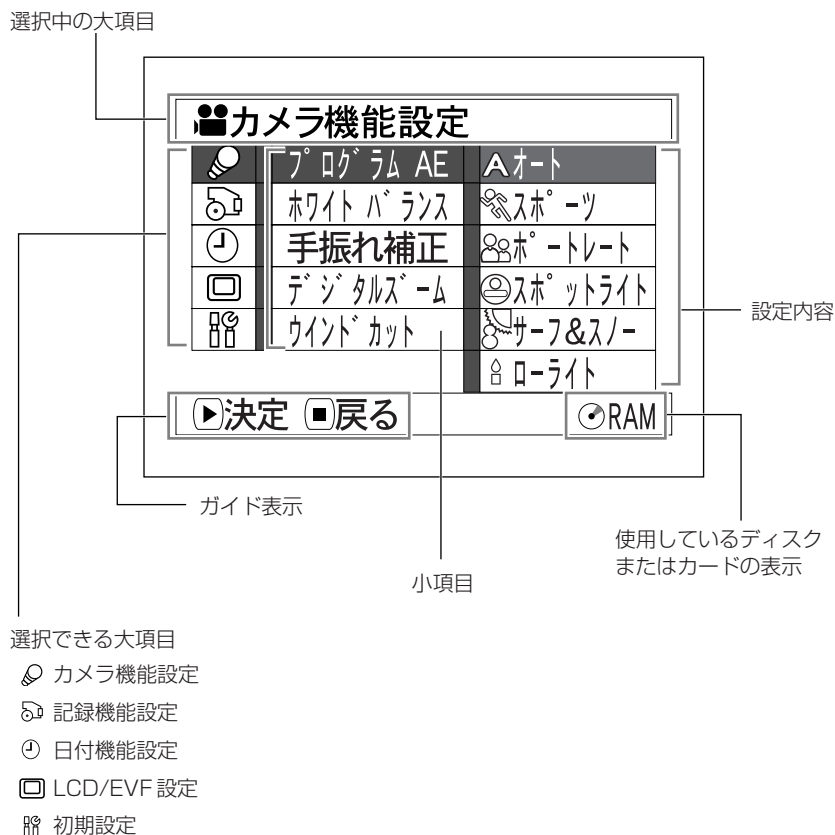 選択中の大項目
カメラ機能設定
プログラム AE
オート
ホワイトバランス
スポーツ
手振れ補正
ポートレート
デジタルズーム
スポットライト
設定内容
ウインドカット
サーフ&スノー
ローライト
決定 戻る
RAM
ガイド表示
使用しているディスク
またはカードの表示
小項目
選択できる大項目
カメラ機能設定
記録機能設定
日付機能設定
LCD/EVF 設定
初期設定